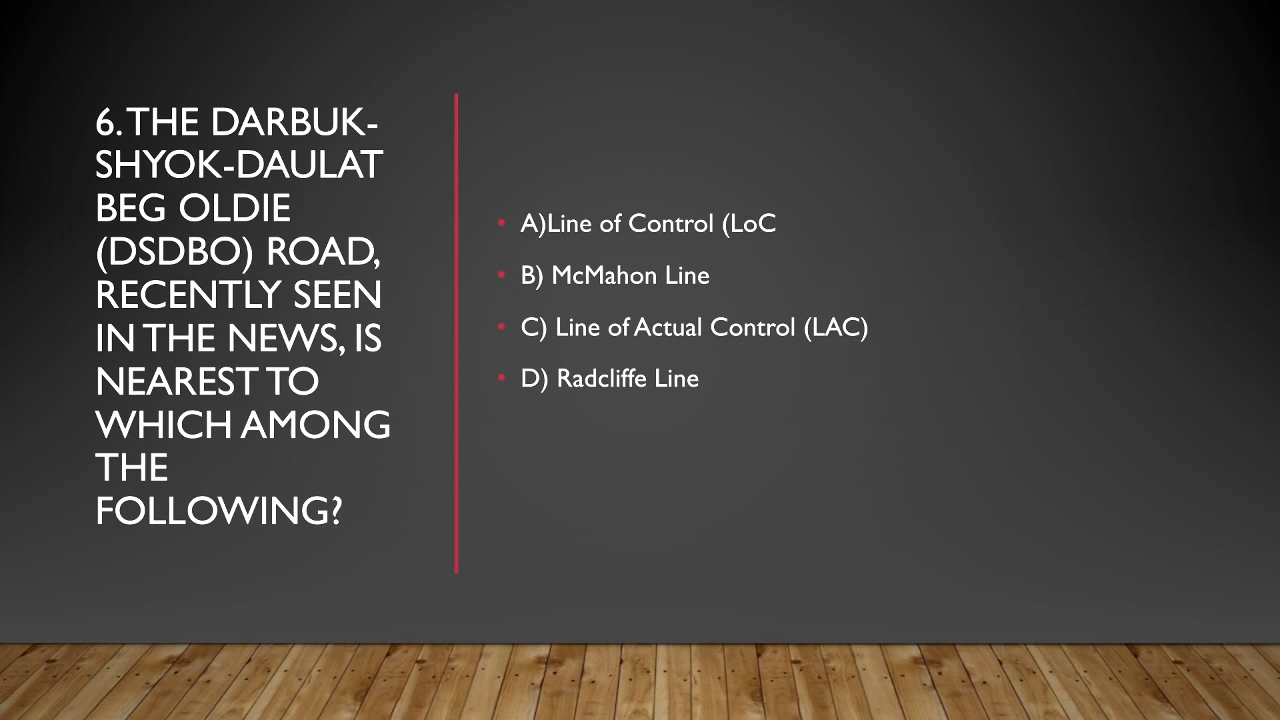 6. THE DARBUK-
SHYOK-DAULAT
BEG OLDIE
(DSDBO) ROAD,
RECENTLY SEEN
IN THE NEWS, IS
NEAREST TO
WHICH AMONG
THE
FOLLOWING?
• A)Line of Control (LoC
• B) McMahon Line
• C) Line of Actual Control (LAC)
• D) Radcliffe Line